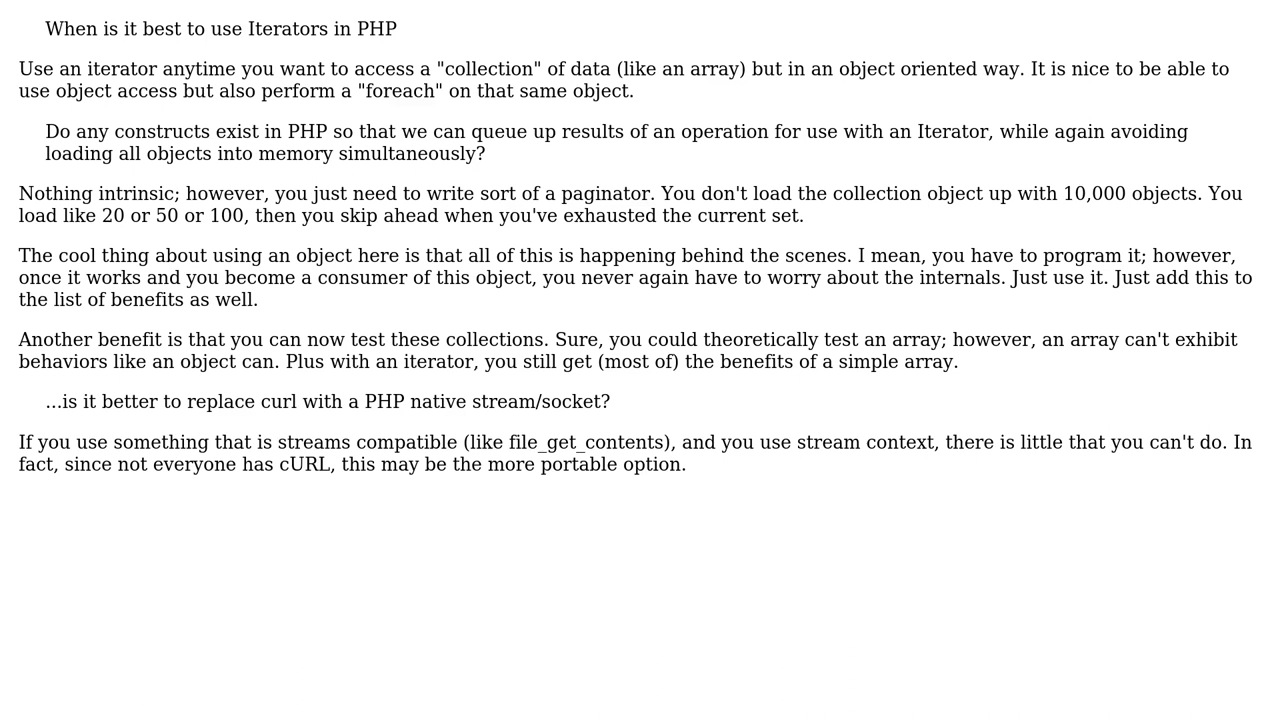 When is it best to use Iterators in PHP
Use an iterator anytime you want to access a "collection" of data (like an array) but in an object oriented way. It is nice to be able to
use object access but also perform a "foreach" on that same object.
Do any constructs exist in PHP so that we can queue up results of an operation for use with an Iterator, while again avoiding
loading all objects into memory simultaneously?
Nothing intrinsic; however, you just need to write sort of a paginator. You don't load the collection object up with 10,000 objects. You
load like 20 or 50 or 100, then you skip ahead when you've exhausted the current set.
The cool thing about using an object here is that all of this is happening behind the scenes. I mean, you have to program it; however,
once it works and you become a consumer of this object, you never again have to worry about the internals. Just use it. Just add this to
the list of benefits as well.
Another benefit is that you can now test these collections. Sure, you could theoretically test an array; however, an array can't exhibit
behaviors like an object can. Plus with an iterator, you still get (most of) the benefits of a simple array.
...is it better to replace curl with a PHP native stream/socket?
If you use something that is streams compatible (like file_get_contents), and you use stream context, there is little that you can't do. In
fact, since not everyone has cURL, this may be the more portable option.